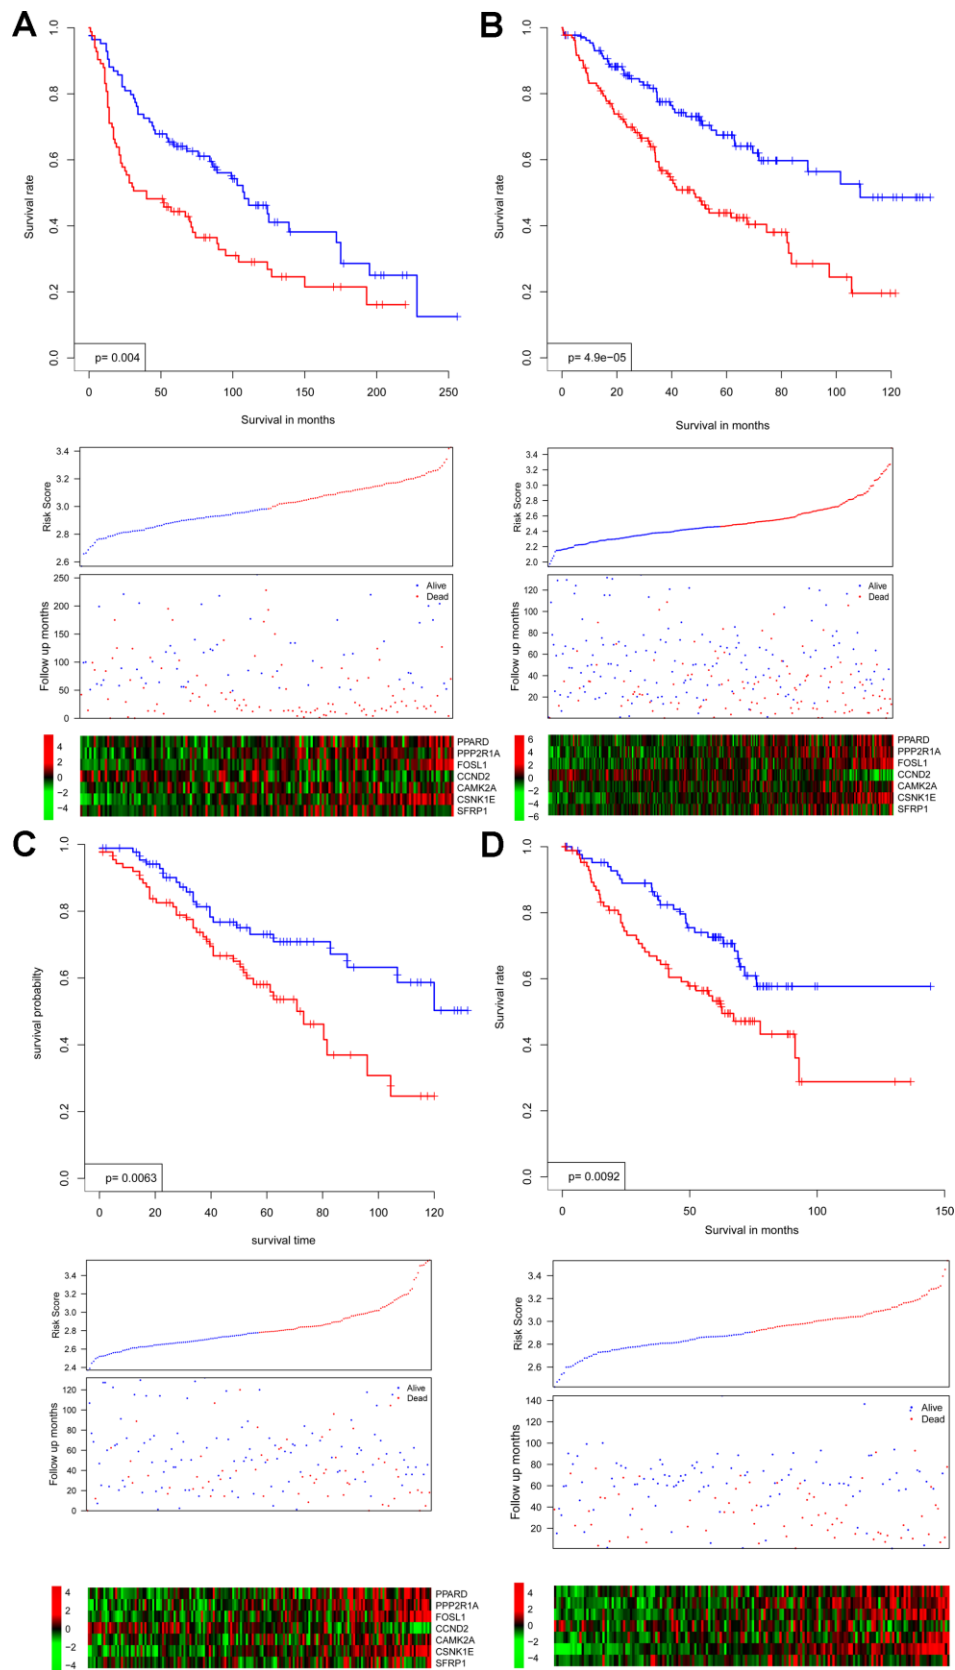 A
1.0
0.8
0.6
0.4
0.2
0.0
Survival rate
p= 0.004
0 50 100 150 200 250
Survival in months
3.4
3.2
3.0
2.8
2.6
Risk Score
250
200
150
100
50
0
Follow up months
Alive
Dead
4
2
0
−2
−4
PPARD
PPP2R1A
FOSL1
CCND2
CAMK2A
CSNK1E
SFRP1
B
1.0
0.8
0.6
0.4
0.2
0.0
Survival rate
p= 4.9e−05
0 20 40 60 80 100 120
Survival in months
3.4
3.2
3.0
2.8
2.6
2.4
2.2
2.0
Risk Score
120
100
80
60
40
20
Follow up months
Alive
Dead
6
4
2
0
−2
−4
−6
PPARD
PPP2R1A
FOSL1
CCND2
CAMK2A
CSNK1E
SFRP1
C
1.0
0.8
0.6
0.4
0.2
0.0
survival probabilty
p= 0.0063
0 20 40 60 80 100 120
survival time
3.4
3.2
3.0
2.8
2.6
2.4
Risk Score
120
100
80
60
40
20
0
Follow up months
Alive
Dead
4
2
0
−2
−4
PPARD
PPP2R1A
FOSL1
CCND2
CAMK2A
CSNK1E
SFRP1
D
1.0
0.8
0.6
0.4
0.2
0.0
Survival rate
p= 0.0092
0 50 100 150
Survival in months
3.4
3.2
3.0
2.8
2.6
Risk Score
140
120
100
80
60
40
20
Follow up months
Alive
Dead
4
2
0
−2
−4